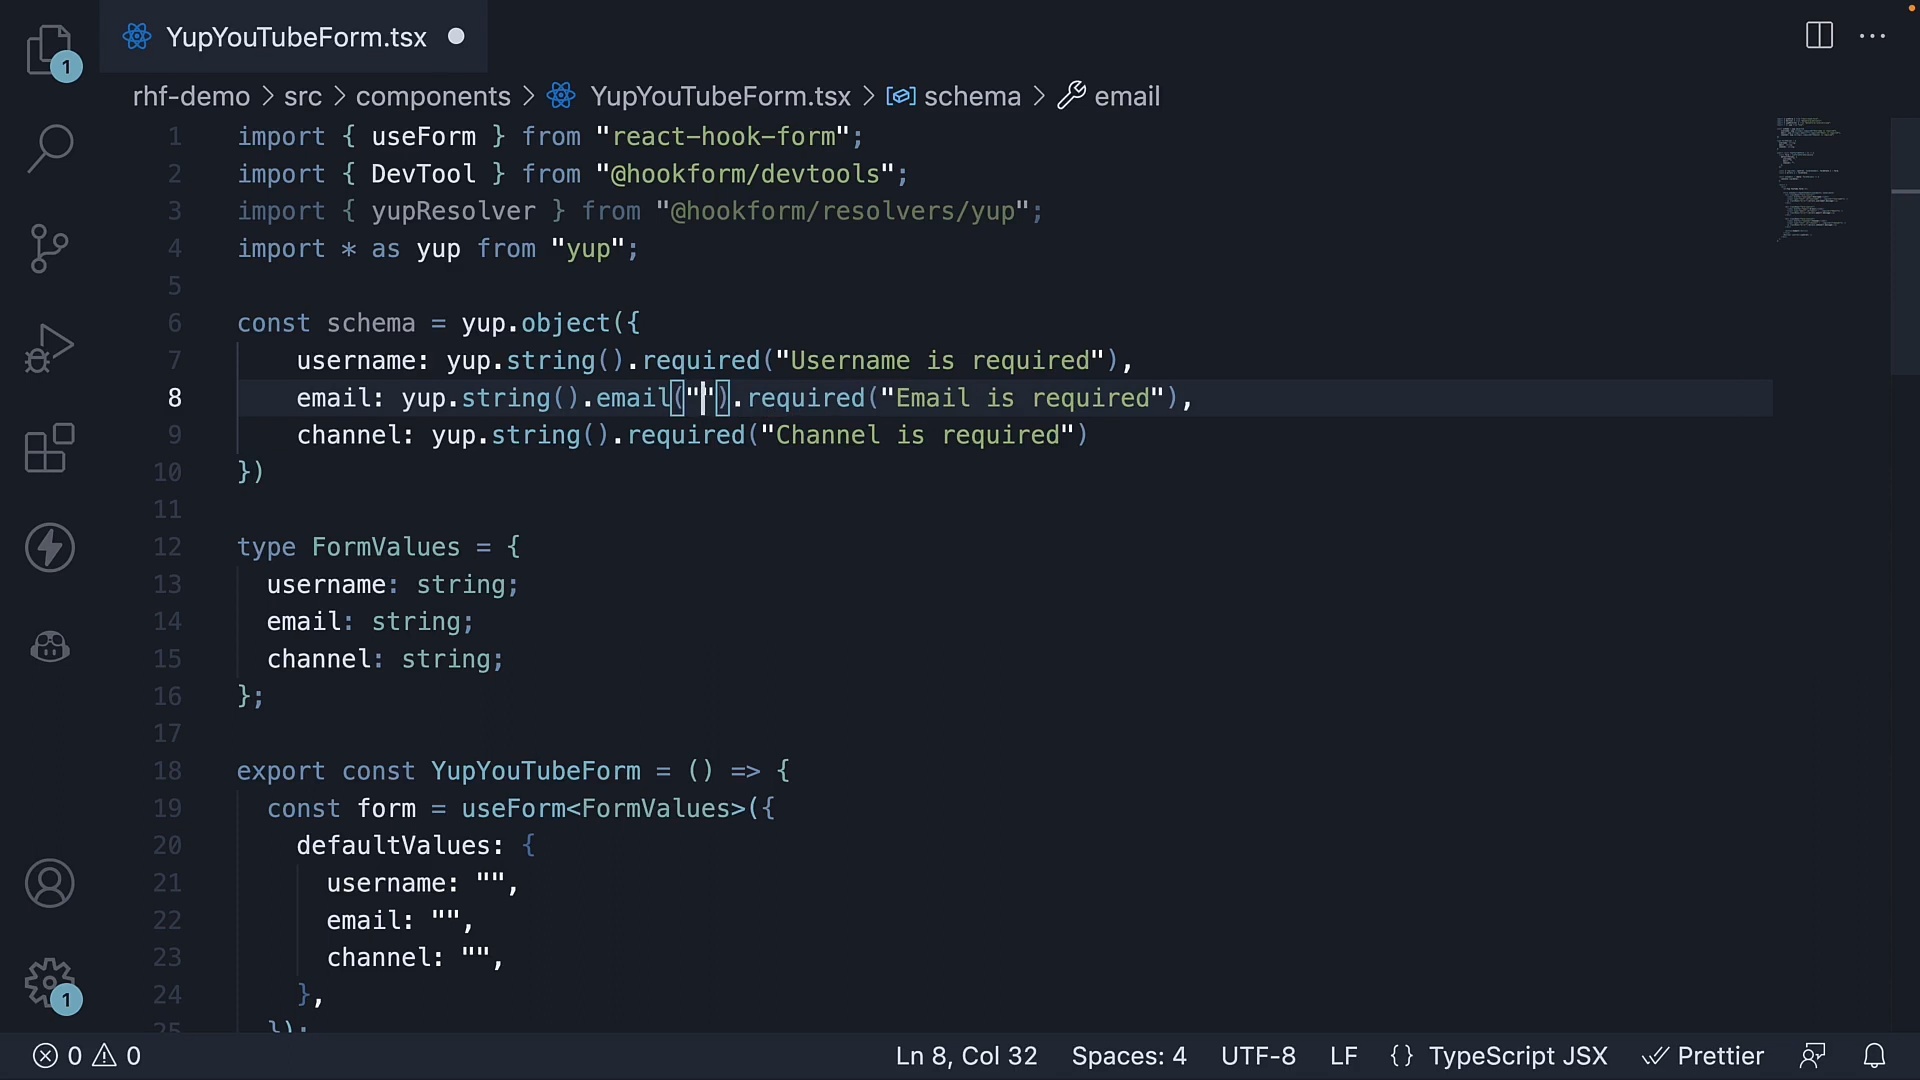 YupYouTubeForm.tsx
1
rhf-demo > src > components > YupYouTubeForm.tsx > schema > email
1 import { useForm } from "react-hook-form";
2 import { DevTool } from "@hookform/devtools";
3 import { yupResolver } from "@hookform/resolvers/yup";
4 import * as yup from "yup";
5
6 const schema = yup.object({
7 username: yup.string().required("Username is required"),
8 email: yup.string().email("").required("Email is required"),
9 channel: yup.string().required("Channel is required")
10 })
11
12 type FormValues = {
13 username: string;
14 email: string;
15 channel: string;
16 };
17
18 export const YupYouTubeForm = () => {
19 const form = useForm<FormValues>({
20 defaultValues: {
21 username: "",
22 email: "",
23 channel: "",
24 },
25 });
1
0 0 Ln 8, Col 32 Spaces: 4 UTF-8 LF {} TypeScript JSX Prettier